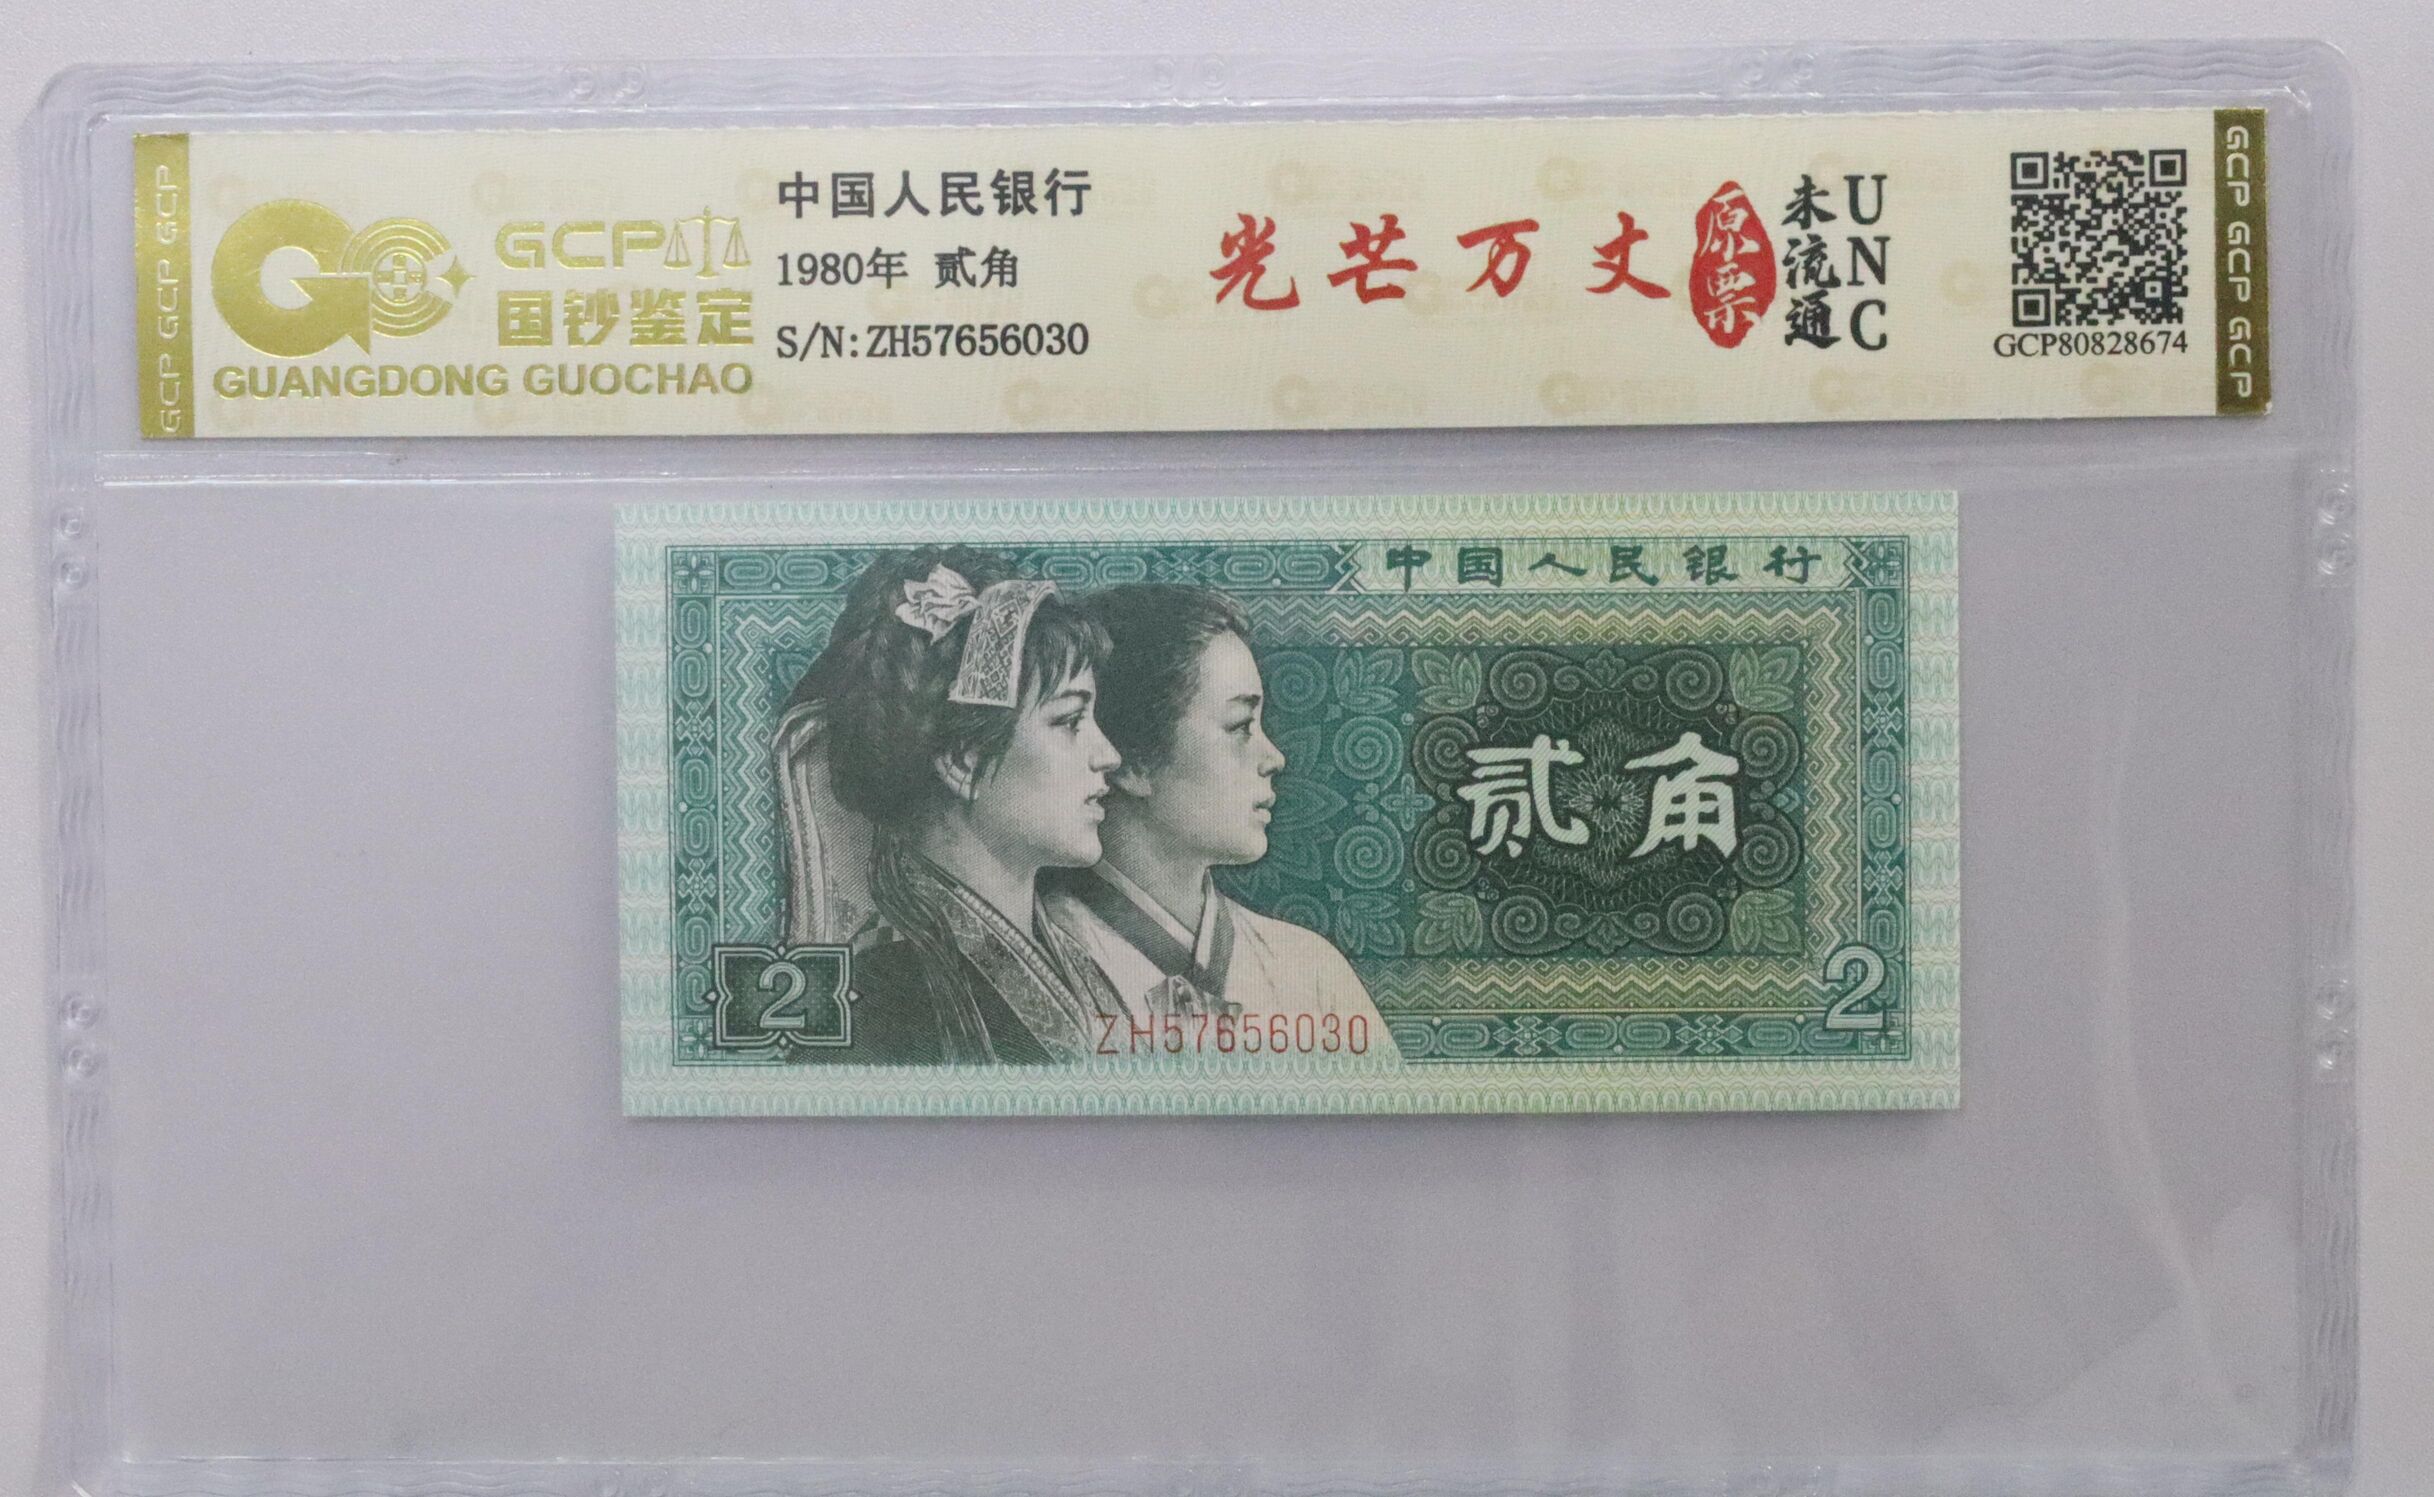 GCP GCP GCP
GCP
国钞鉴定
GUANGDONG GUOCHAO
中国人民银行
1980年 贰角
S/N:ZH57656030
光芒万丈
原票
未流通
UNC
GCP80828674
GCP GCP GCP
中国人民银行
贰角
2
ZH57656030
2